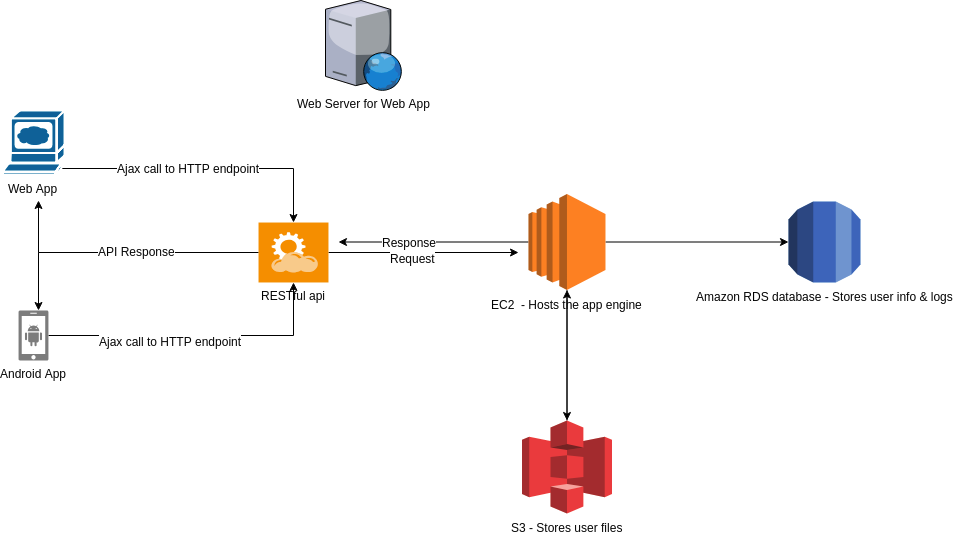 Web Server for Web App
Ajax call to HTTP endpoint
Web App
Response
API Response
Request
RESTful api
EC2  - Hosts the app engine
Amazon RDS database - Stores user info & logs
Ajax call to HTTP endpoint
Android App
S3 - Stores user files